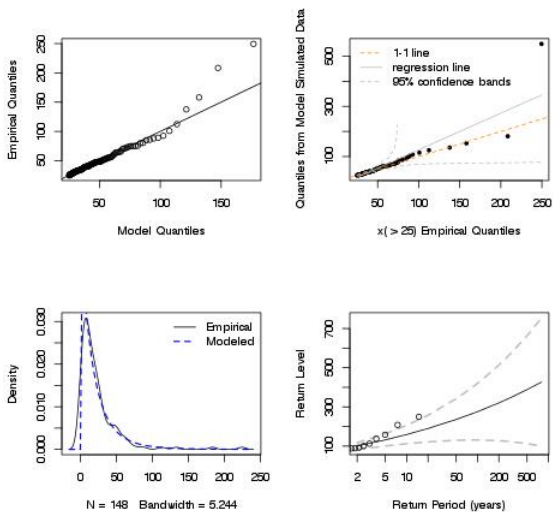 Empirical Quantiles
50 100 150 200 250
50 100 150
Model Quantiles
Quantiles from Model Simulated Data
100 300 500
1-1 line
regression line
95% confidence bands
50 100 150 200 250
x( > 25) Empirical Quantiles
Density
0.000 0.010 0.020 0.030
Empirical
Modeled
0 50 100 150 200 250
N = 148 Bandwidth = 5.244
Return Level
100 300 500 700
2 5 10 50 200 500
Return Period (years)